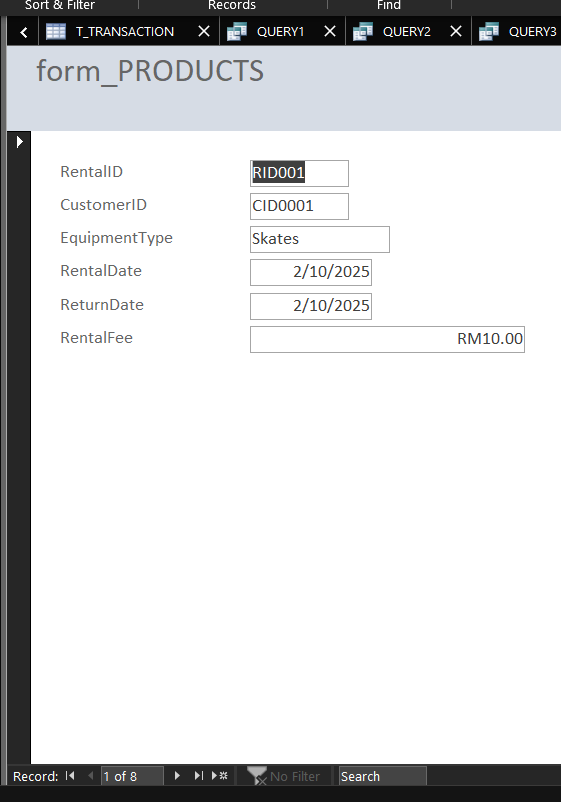 Sort & Filter Records Find
T_TRANSACTION QUERY1 QUERY2 QUERY3
form_PRODUCTS
RentalID RID001
CustomerID CID0001
EquipmentType Skates
RentalDate 2/10/2025
ReturnDate 2/10/2025
RentalFee RM10.00
Record: 1 of 8 No Filter Search